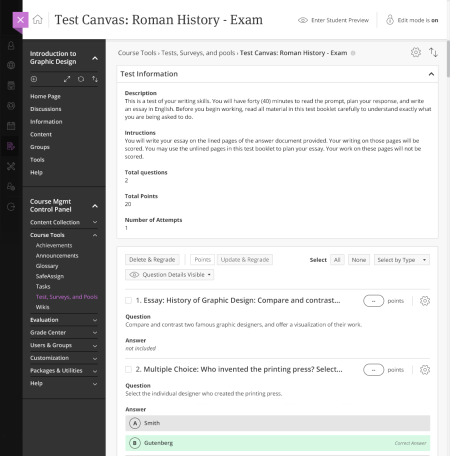 Test Canvas: Roman History - Exam
Enter Student Preview
Edit mode is on
Introduction to
Graphic Design
Home Page
Discussions
Information
Content
Groups
Tools
Help
Course Mgmt
Control Panel
Content Collection
Course Tools
Achievements
Announcements
Glossary
SafeAssign
Tasks
Test, Surveys, and Pools
Wikis
Evaluation
Grade Center
Users & Groups
Customization
Packages & Utilities
Help
Course Tools › Tests, Surveys, and pools › Test Canvas: Roman History - Exam
Test Information
Description
This is a test of your writing skills. You will have forty (40) minutes to read the prompt, plan your response, and write
an essay in English. Before you begin working, read all material in this test booklet carefully to understand exactly what
you are being asked to do.
Intructions
You will write your essay on the lined pages of the answer document provided. Your writing on those pages will be
scored. You may use the unlined pages in this test booklet to plan your essay. Your work on these pages will not be
scored.
Total questions
2
Total Points
20
Number of Attempts
1
Delete & Regrade
Points
Update & Regrade
Select
All
None
Select by Type
Question Details Visible
1. Essay: History of Graphic Design: Compare and contrast...
-- points
Question
Compare and contrast two famous graphic designers, and offer a visualization of their work.
Answer
not included
2. Multiple Choice: Who invented the printing press? Select...
-- points
Question
Select the individual designer who created the printing press.
Answer
A Smith
B Gutenberg
Correct Answer